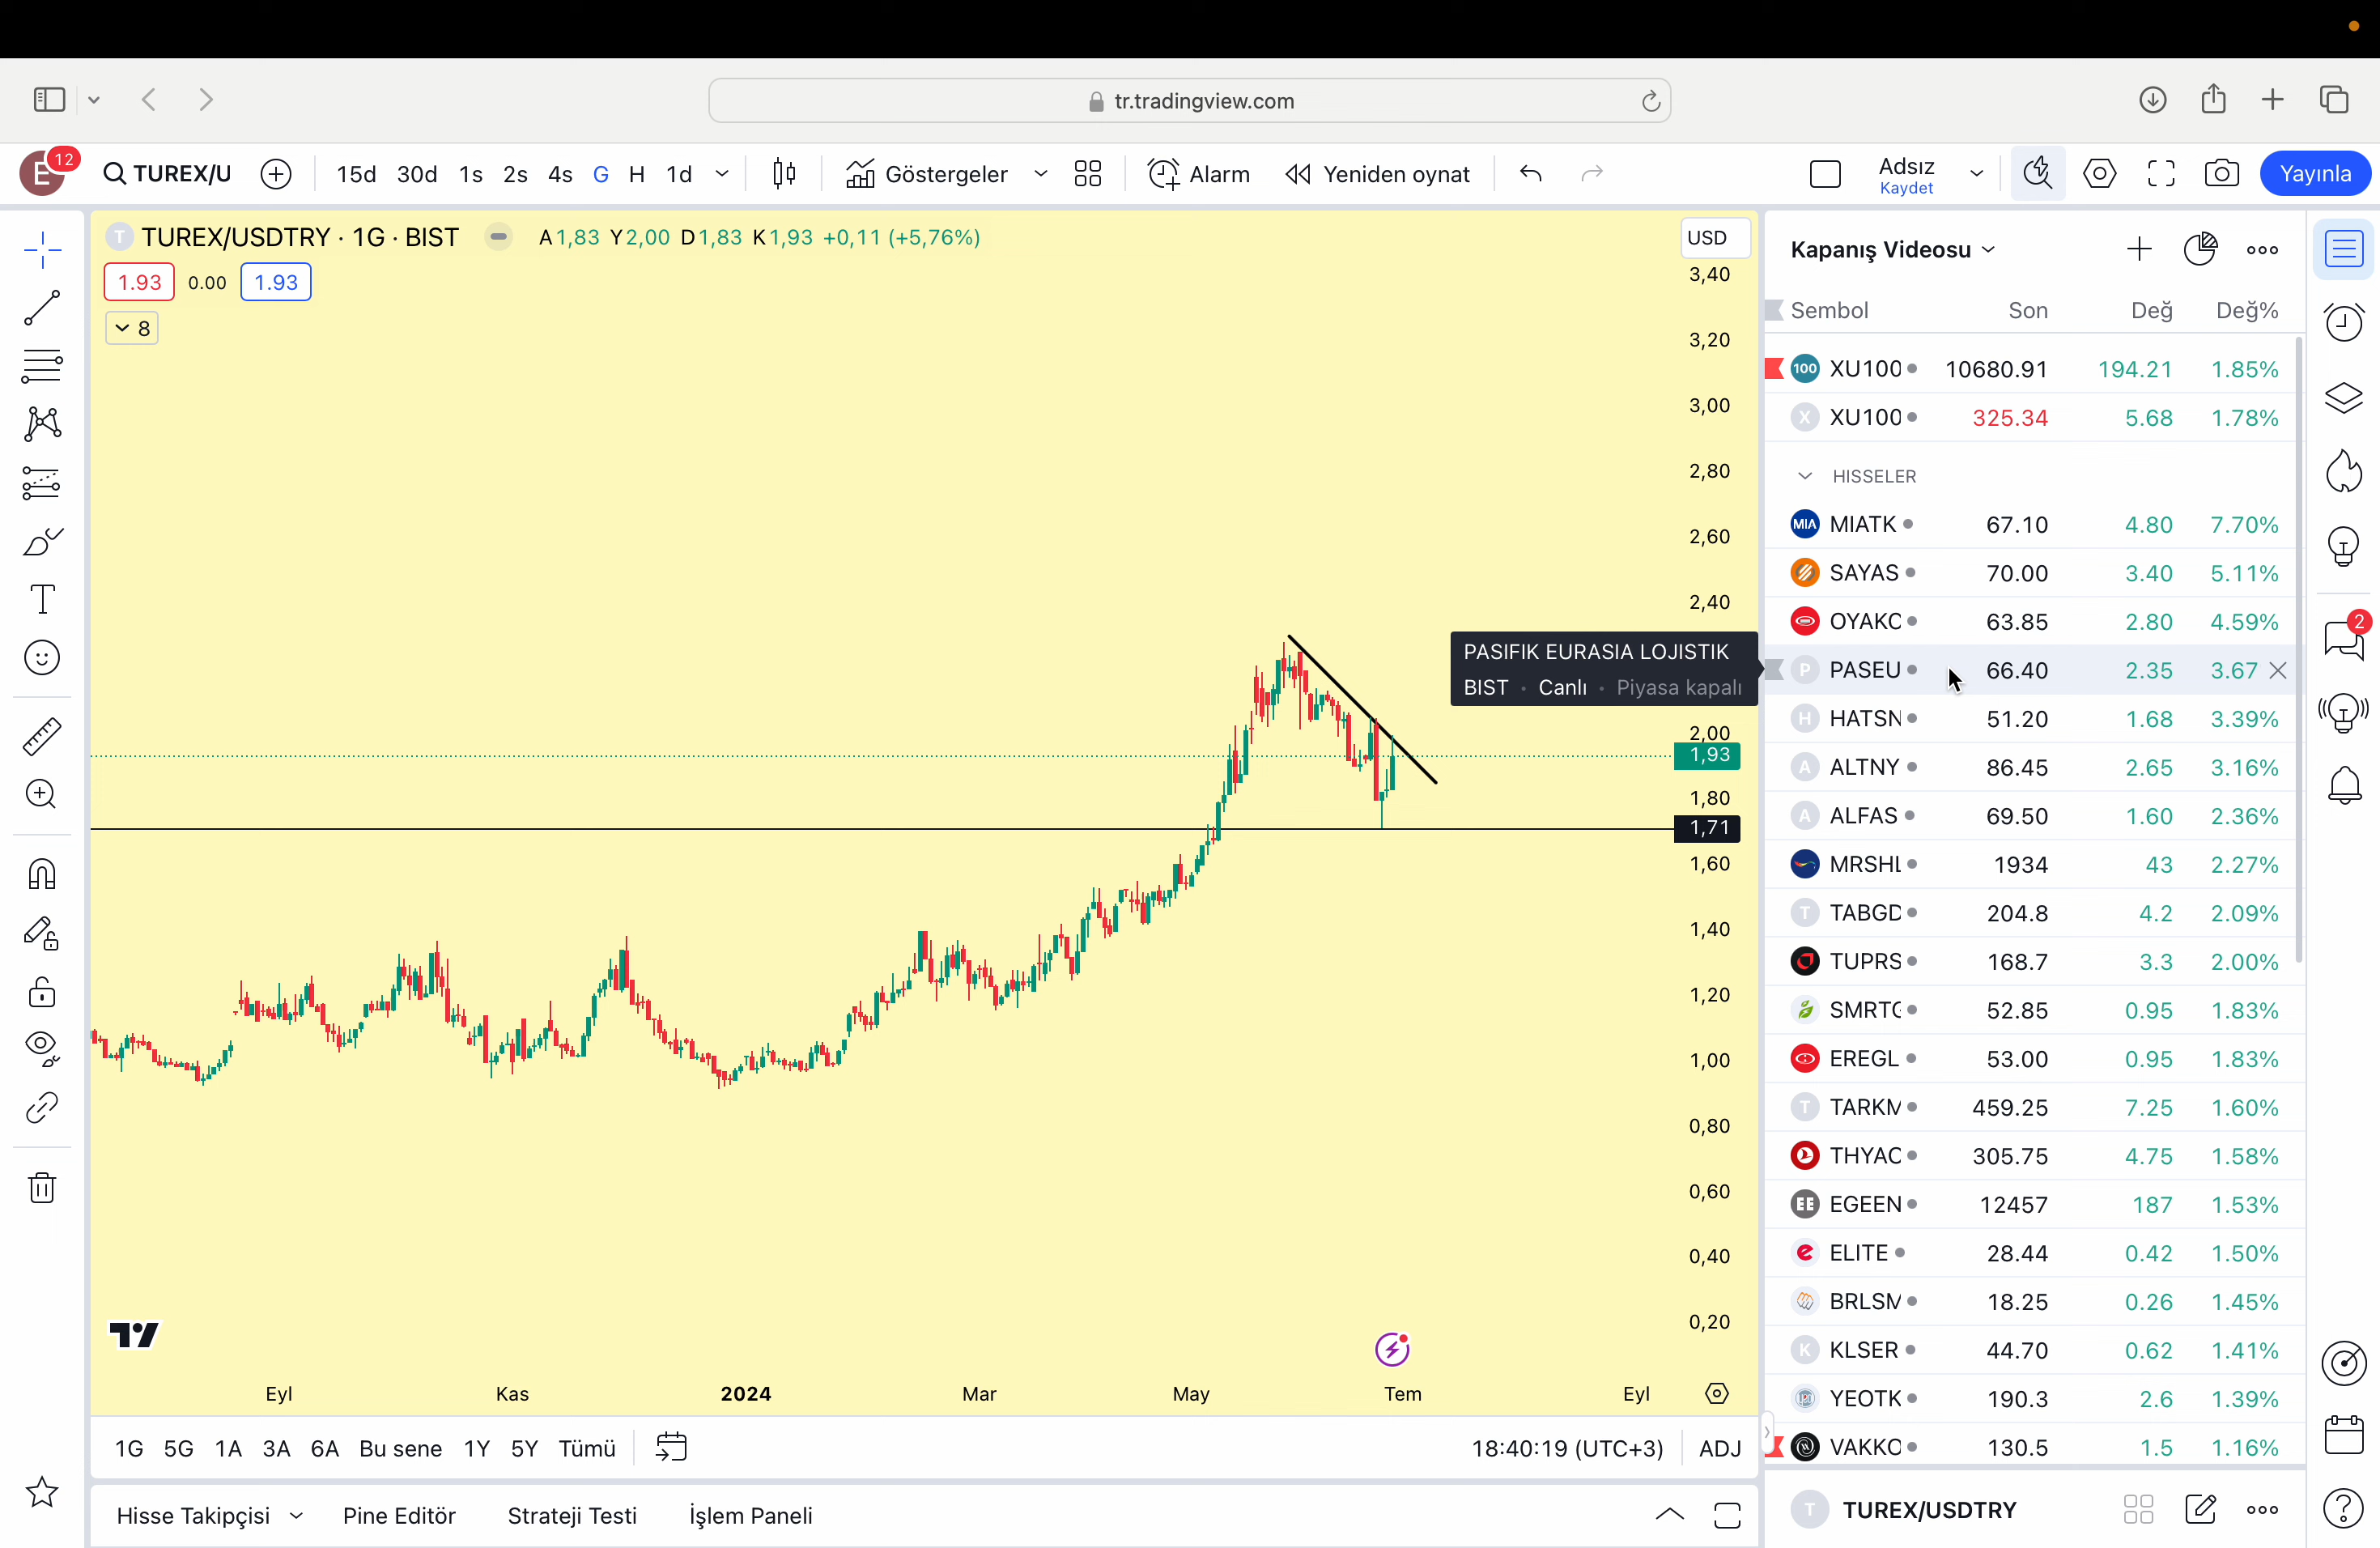 tr.tradingview.com
E 12 TUREX/U 15d 30d 1s 2s 4s G H 1d Göstergeler Alarm Yeniden oynat Adsız Kaydet Yayınla
T TUREX/USDTRY · 1G · BIST A1,83 Y2,00 D1,83 K1,93 +0,11 (+5,76%)
1.93 0.00 1.93
8
USD
3,40
3,20
3,00
2,80
2,60
2,40
2,00
1,93
1,80
1,71
1,60
1,40
1,20
1,00
0,80
0,60
0,40
0,20
PASIFIK EURASIA LOJISTIK
BIST · Canlı · Piyasa kapalı
Eyl Kas 2024 Mar May Tem Eyl
1G 5G 1A 3A 6A Bu sene 1Y 5Y Tümü 18:40:19 (UTC+3) ADJ
Hisse Takipçisi Pine Editör Strateji Testi İşlem Paneli
Kapanış Videosu
Sembol Son Değ Değ%
100 XU100 10680.91 194.21 1.85%
X XU100 325.34 5.68 1.78%
HISSELER
MIA MIATK 67.10 4.80 7.70%
SAYAS 70.00 3.40 5.11%
OYAKC 63.85 2.80 4.59%
P PASEU 66.40 2.35 3.67
H HATSN 51.20 1.68 3.39%
A ALTNY 86.45 2.65 3.16%
A ALFAS 69.50 1.60 2.36%
MRSHL 1934 43 2.27%
T TABGD 204.8 4.2 2.09%
TUPRS 168.7 3.3 2.00%
SMRTG 52.85 0.95 1.83%
EREGL 53.00 0.95 1.83%
T TARKM 459.25 7.25 1.60%
THYAO 305.75 4.75 1.58%
EE EGEEN 12457 187 1.53%
e ELITE 28.44 0.42 1.50%
BRLSM 18.25 0.26 1.45%
K KLSER 44.70 0.62 1.41%
YEOTK 190.3 2.6 1.39%
VAKKO 130.5 1.5 1.16%
T TUREX/USDTRY
2